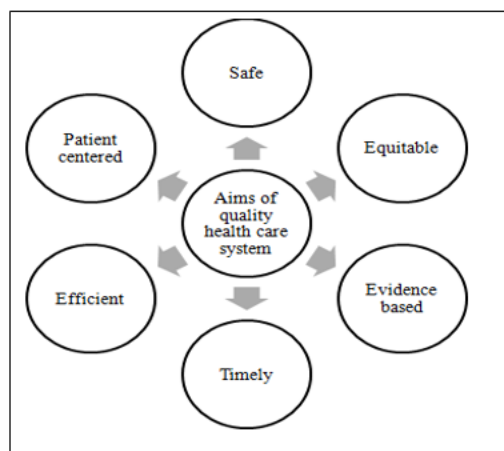 Safe
Equitable
Evidence
based
Timely
Efficient
Patient
centered
Aims of
quality
health care
system